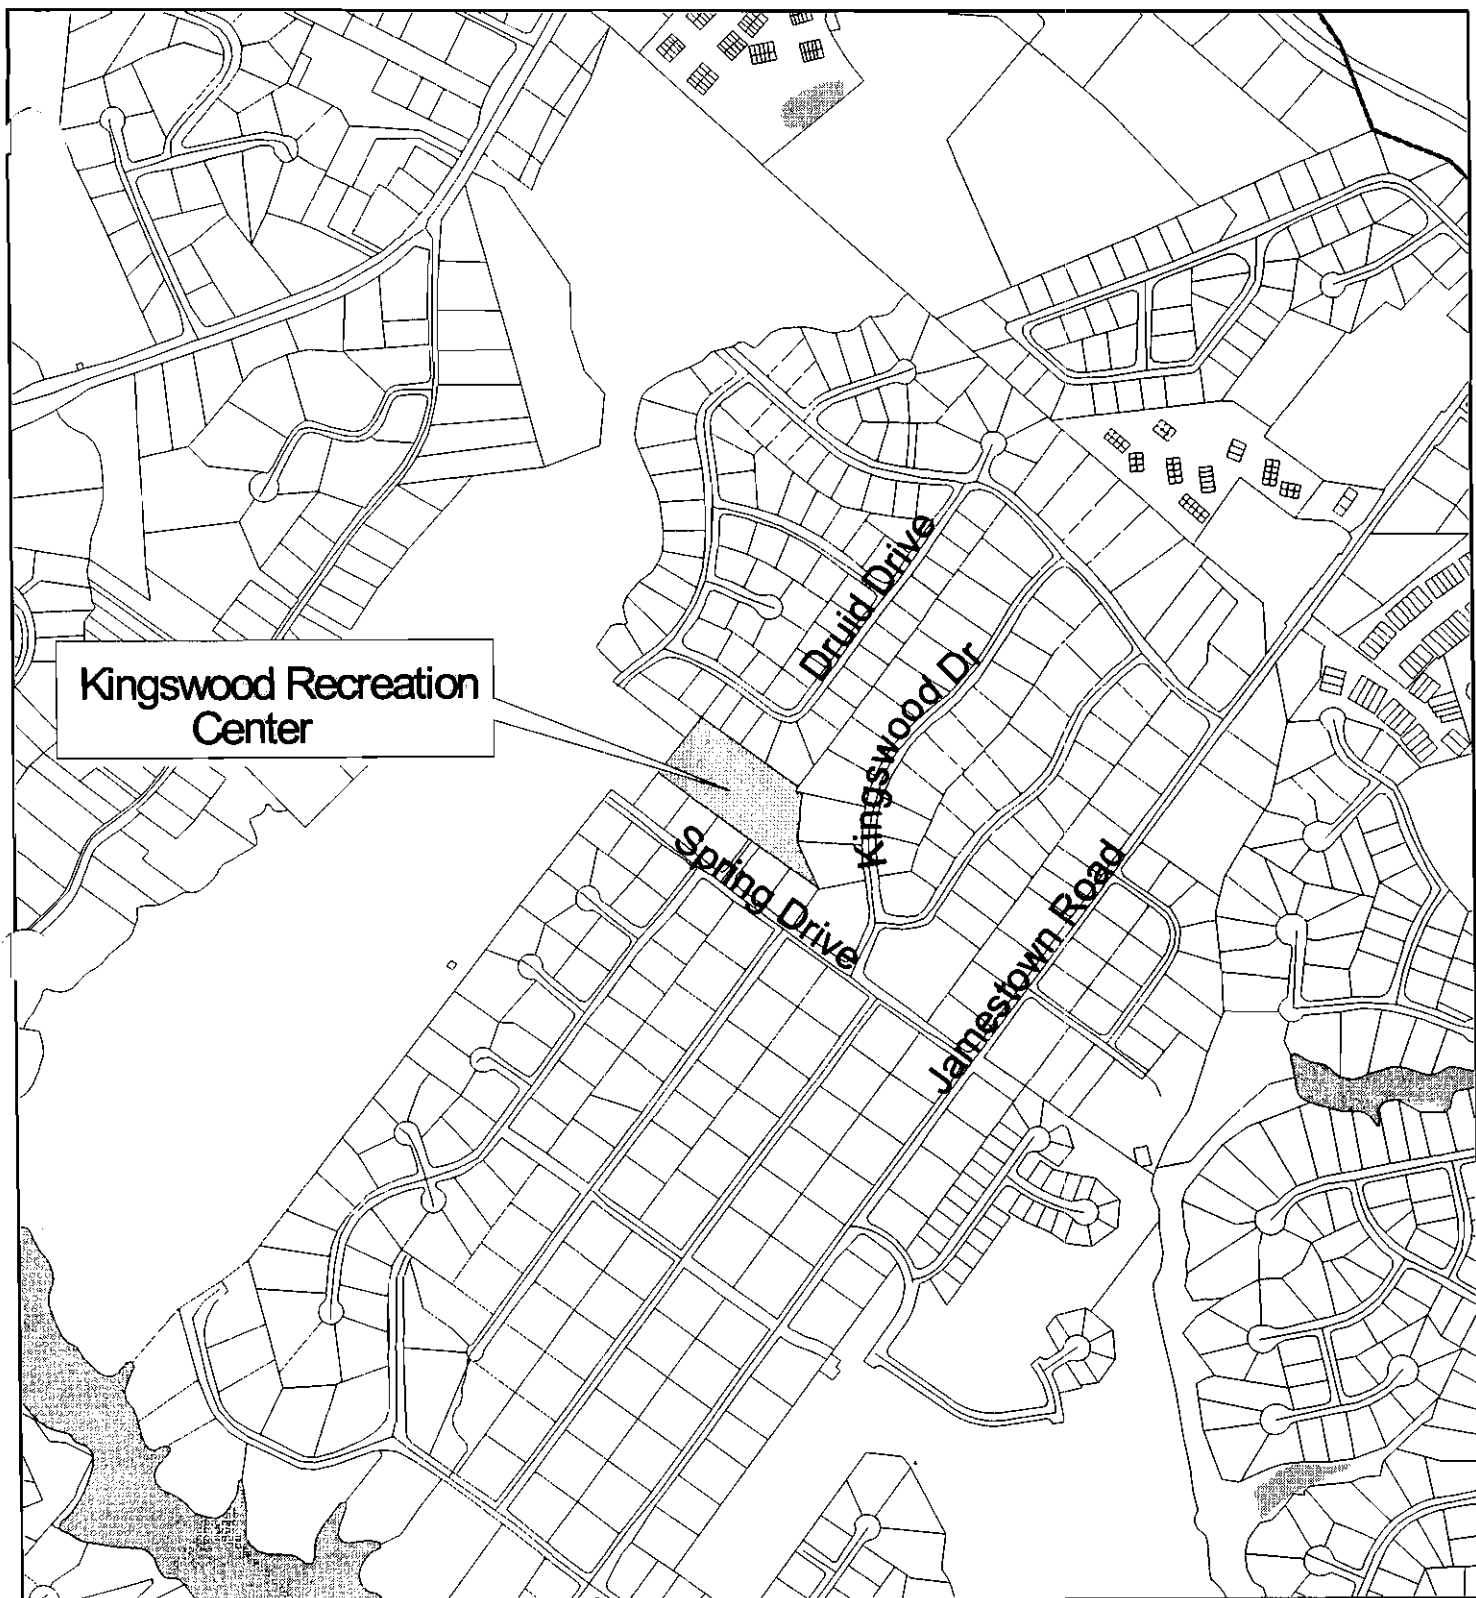 Druid Drive
Kingswood Recreation
Center
Kingswood Dr
Spring Drive
Jamestown Road